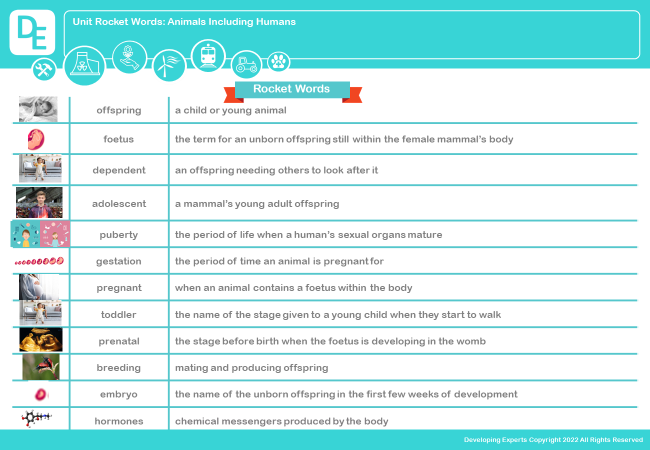 DE
Unit Rocket Words: Animals Including Humans
Rocket Words
offspring a child or young animal
foetus the term for an unborn offspring still within the female mammal's body
dependent an offspring needing others to look after it
adolescent a mammal's young adult offspring
puberty the period of life when a human's sexual organs mature
gestation the period of time an animal is pregnant for
pregnant when an animal contains a foetus within the body
toddler the name of the stage given to a young child when they start to walk
prenatal the stage before birth when the foetus is developing in the womb
breeding mating and producing offspring
embryo the name of the unborn offspring in the first few weeks of development
hormones chemical messengers produced by the body
Developing Experts Copyright 2022 All Rights Reserved